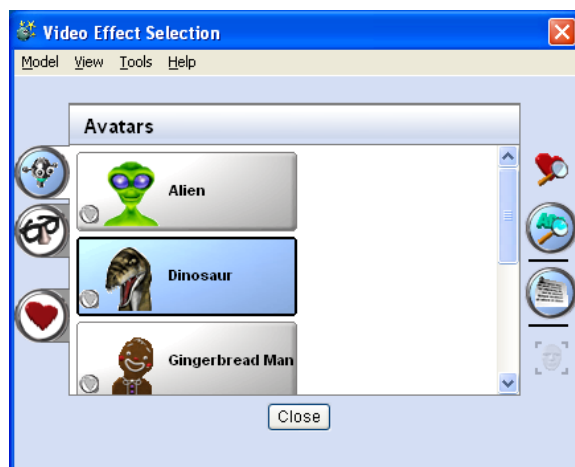 Video Effect Selection
Model View Tools Help
Avatars
Alien
Dinosaur
Gingerbread Man
Close